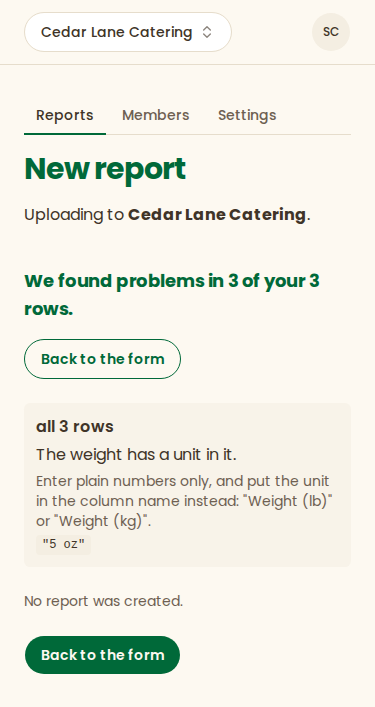 Cedar Lane Catering
SC
Reports Members Settings
New report
Uploading to Cedar Lane Catering.
We found problems in 3 of your 3
rows.
Back to the form
all 3 rows
The weight has a unit in it.
Enter plain numbers only, and put the unit
in the column name instead: "Weight (lb)"
or "Weight (kg)".
"5 oz"
No report was created.
Back to the form